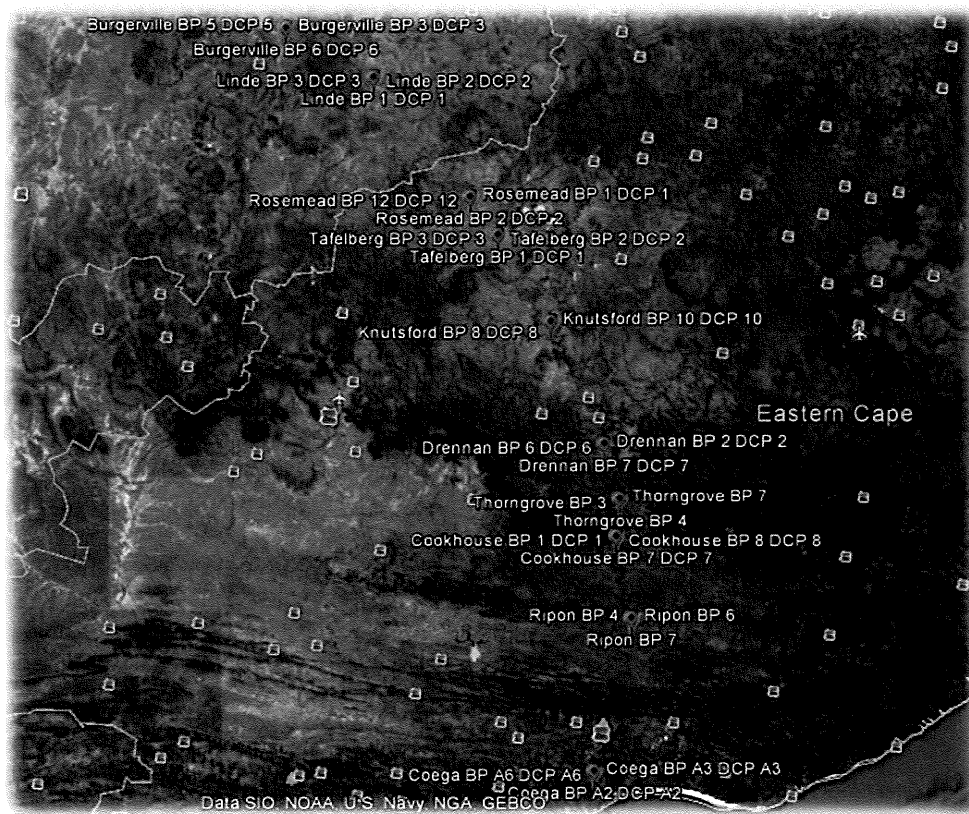 Burgerville BP 5 DCP 5 Burgerville BP 3 DCP 3
Burgerville BP 6 DCP 6
Linde BP 3 DCP 3 Linde BP 2 DCP 2
Linde BP 1 DCP 1
Rosemead BP 12 DCP 12 Rosemead BP 1 DCP 1
Rosemead BP 2 DCP 2
Tafelberg BP 3 DCP 3 Tafelberg BP 2 DCP 2
Tafelberg BP 1 DCP 1
Knutsford BP 8 DCP 8 Knutsford BP 10 DCP 10
Eastern Cape
Drennan BP 6 DCP 6 Drennan BP 2 DCP 2
Drennan BP 7 DCP 7
Thorngrove BP 3 Thorngrove BP 7
Thorngrove BP 4
Cookhouse BP 1 DCP 1 Cookhouse BP 8 DCP 8
Cookhouse BP 7 DCP 7
Ripon BP 4 Ripon BP 6
Ripon BP 7
Coega BP A6 DCP A6 Coega BP A3 DCP A3
Coega BP A2 DCP A2
Data SIO, NOAA, U.S. Navy, NGA, GEBCO